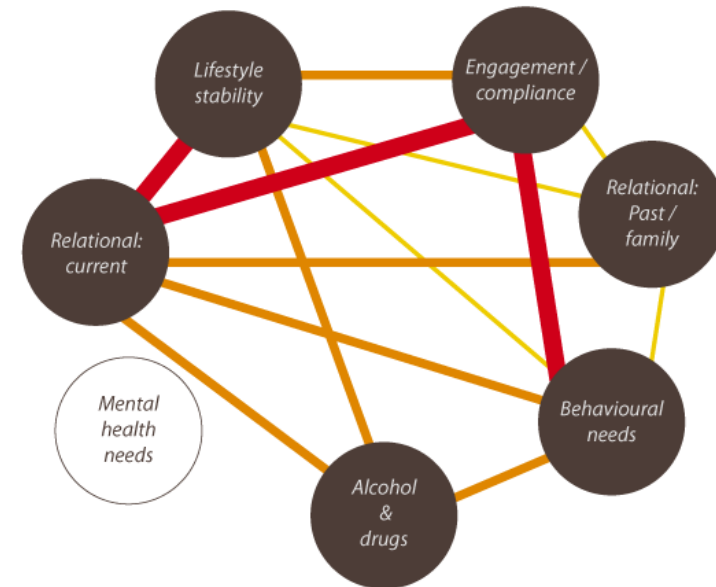 Lifestyle
stability
Engagement /
compliance
Relational:
Past /
family
Relational:
current
Mental
health
needs
Behavioural
needs
Alcohol
&
drugs